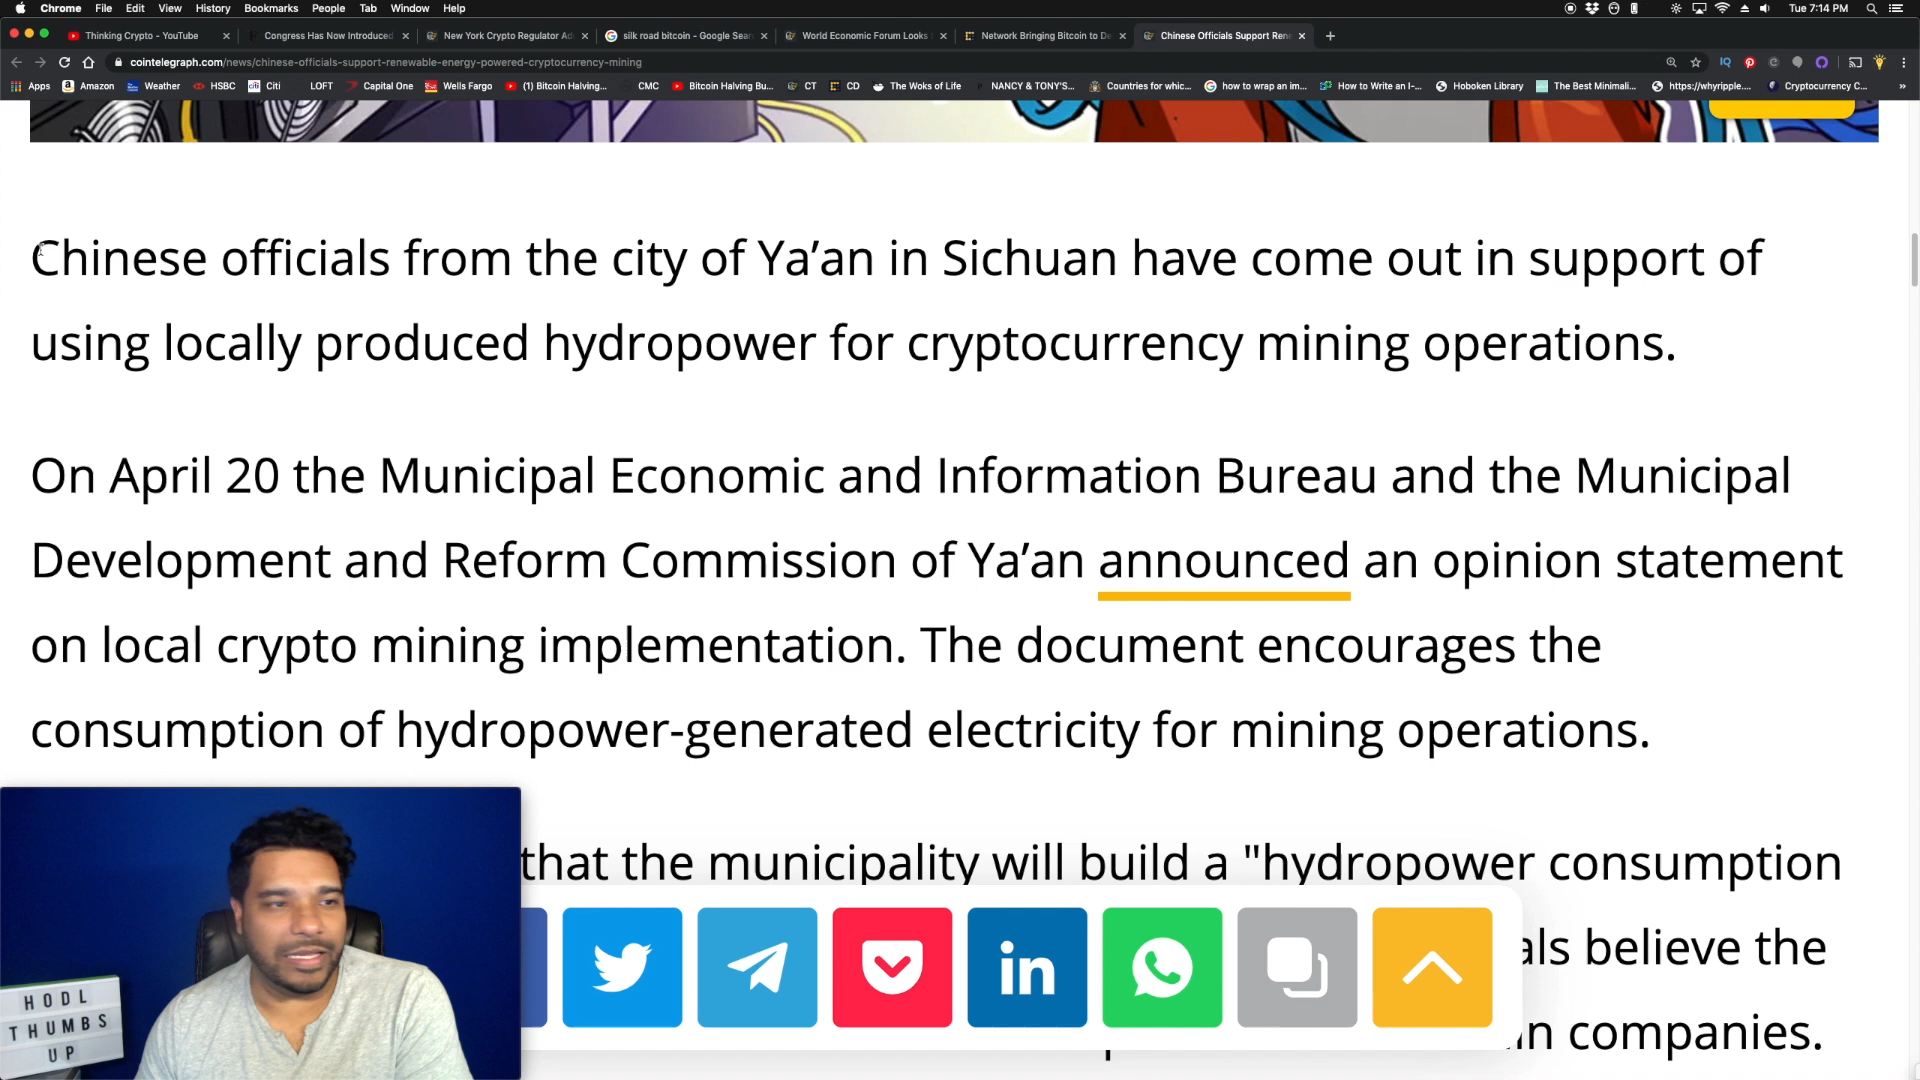 Chrome File Edit View History Bookmarks People Tab Window Help Tue 7:14 PM
Thinking Crypto - YouTube Congress Has Now Introduced New York Crypto Regulator Ad silk road bitcoin - Google Sear World Economic Forum Looks Network Bringing Bitcoin to De Chinese Officials Support Ren
cointelegraph.com/news/chinese-officials-support-renewable-energy-powered-cryptocurrency-mining
Apps Amazon Weather HSBC Citi LOFT Capital One Wells Fargo (1) Bitcoin Halving... CMC Bitcoin Halving Bu... CT CD The Woks of Life NANCY & TONY'S... Countries for whic... how to wrap an im... How to Write an I-... Hoboken Library The Best Minimali... https://whyripple.... Cryptocurrency C... »
Chinese officials from the city of Ya’an in Sichuan have come out in support of
using locally produced hydropower for cryptocurrency mining operations.
On April 20 the Municipal Economic and Information Bureau and the Municipal
Development and Reform Commission of Ya’an announced an opinion statement
on local crypto mining implementation. The document encourages the
consumption of hydropower-generated electricity for mining operations.
that the municipality will build a "hydropower consumption
als believe the
in companies.
HODL
THUMBS
UP